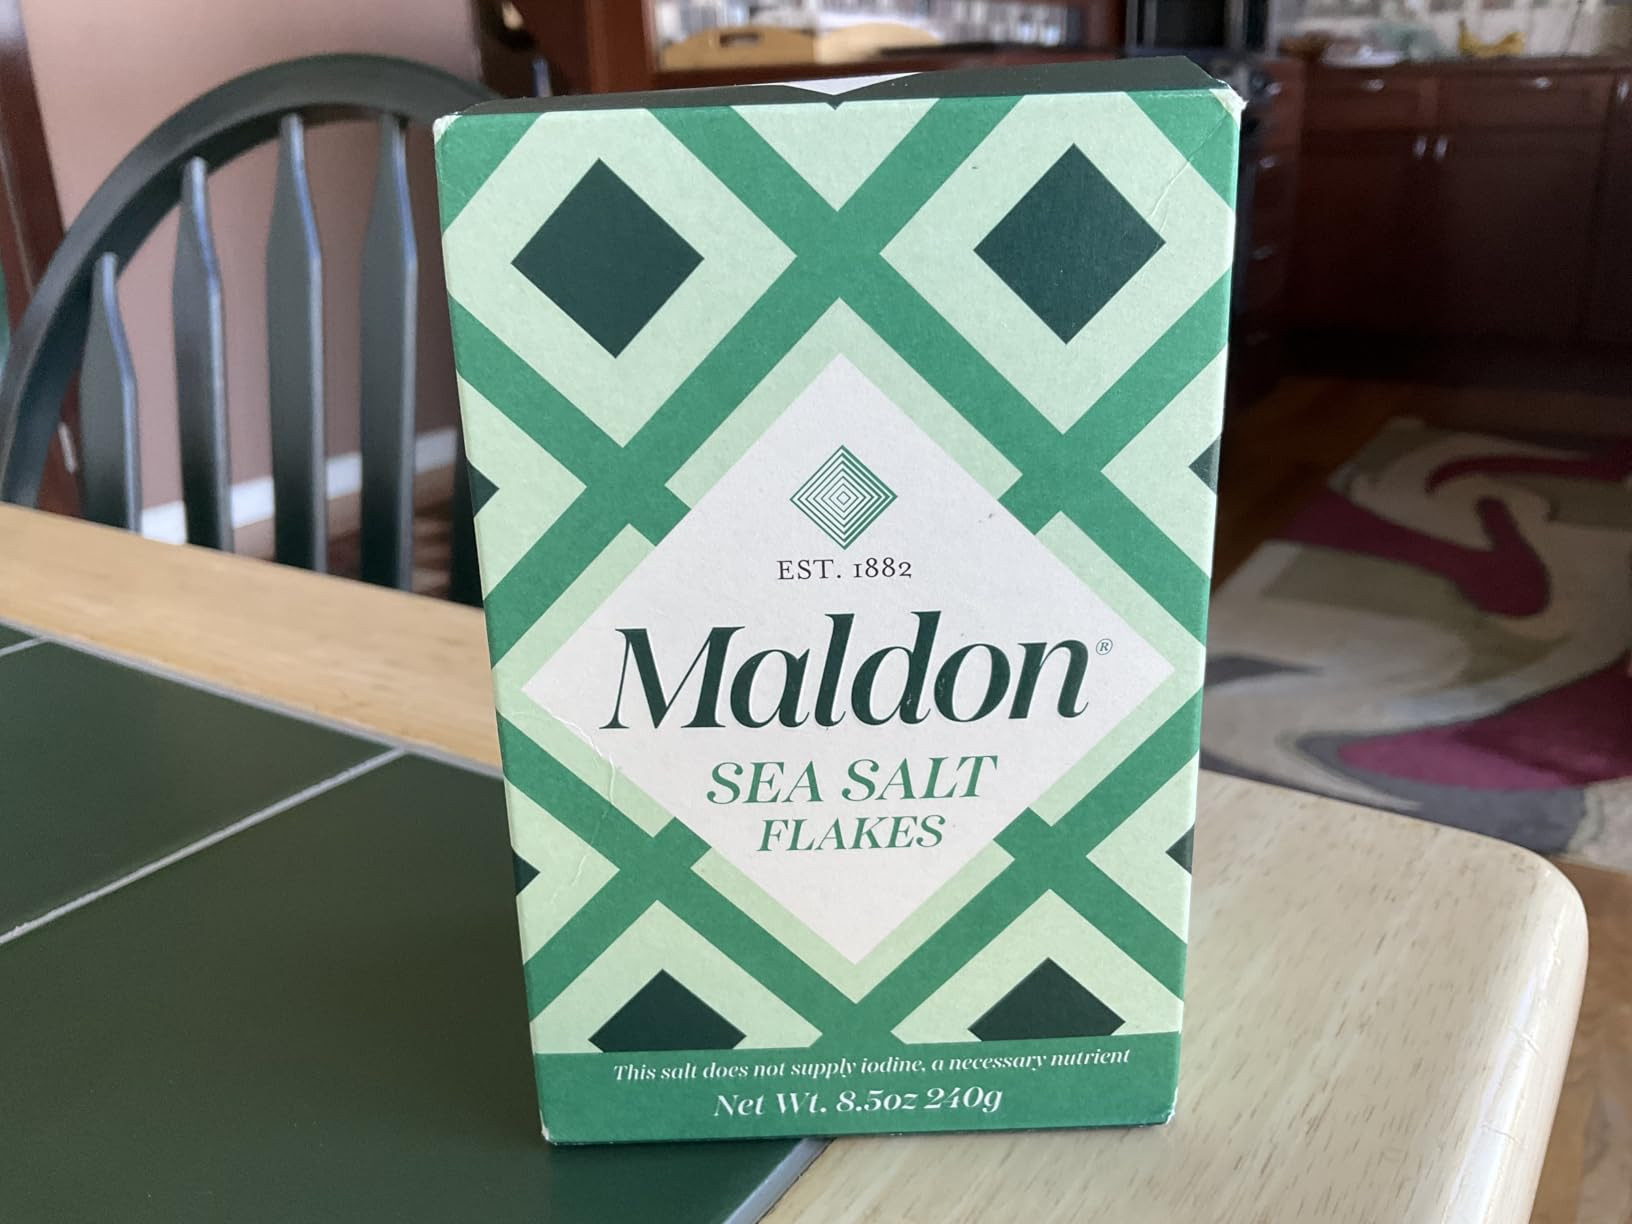 EST. 1882
Maldon®
SEA SALT
FLAKES
This salt does not supply iodine, a necessary nutrient
Net Wt. 8.5oz 240g